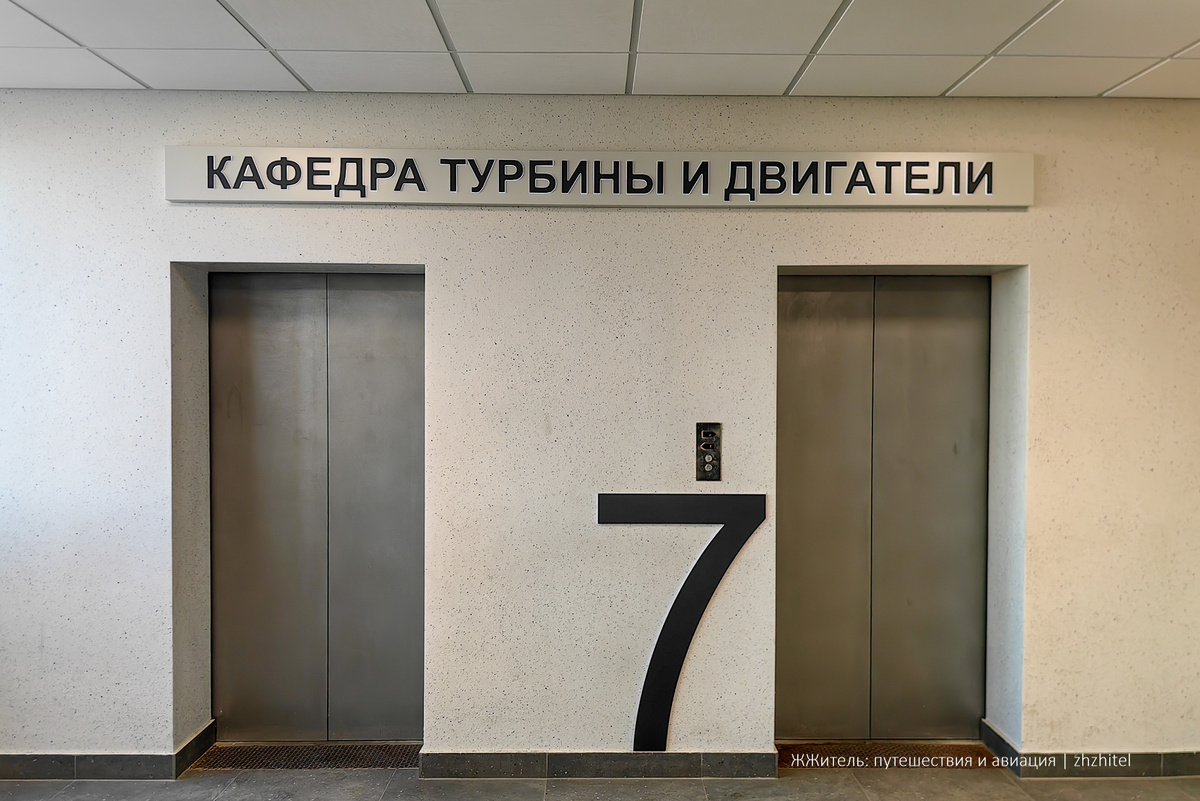 КАФЕДРА ТУРБИНЫ И ДВИГАТЕЛИ
7
ЖЖитель: путешествия и авиация | zhzhitel